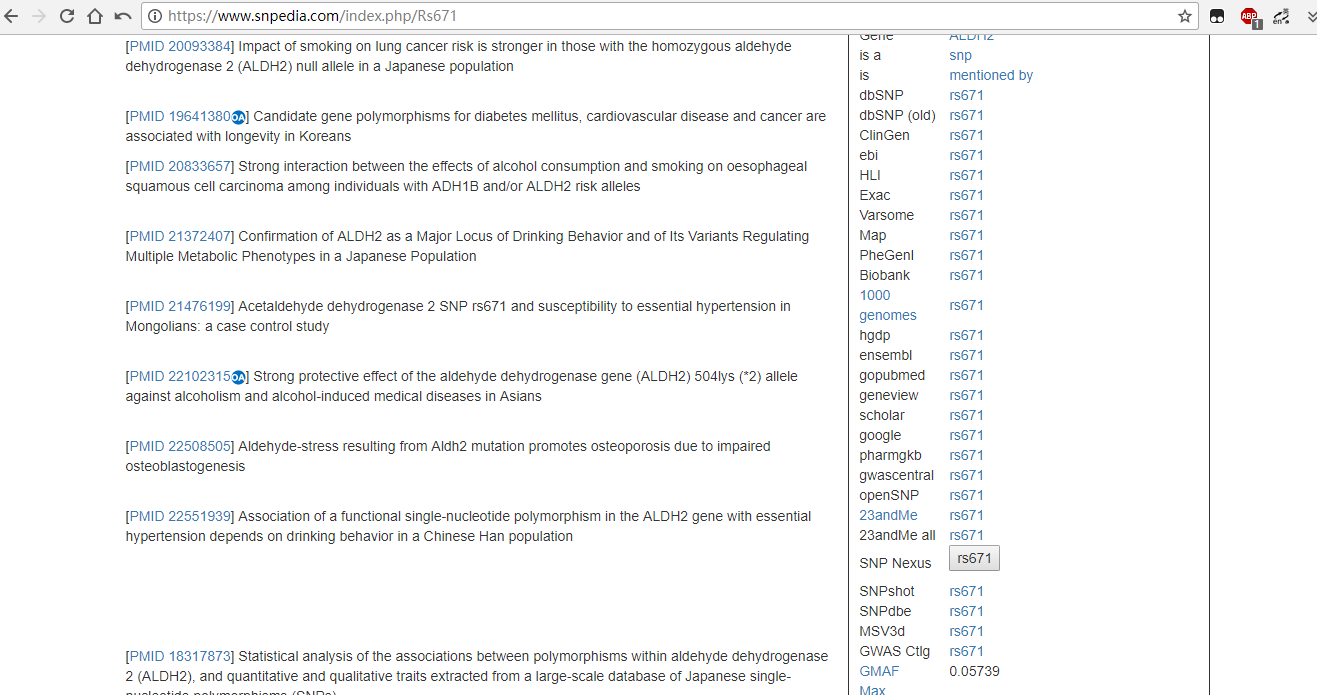 https://www.snpedia.com/index.php/Rs671
ABP
1
en
[PMID 20093384] Impact of smoking on lung cancer risk is stronger in those with the homozygous aldehyde
dehydrogenase 2 (ALDH2) null allele in a Japanese population
[PMID 19641380OA] Candidate gene polymorphisms for diabetes mellitus, cardiovascular disease and cancer are
associated with longevity in Koreans
[PMID 20833657] Strong interaction between the effects of alcohol consumption and smoking on oesophageal
squamous cell carcinoma among individuals with ADH1B and/or ALDH2 risk alleles
[PMID 21372407] Confirmation of ALDH2 as a Major Locus of Drinking Behavior and of Its Variants Regulating
Multiple Metabolic Phenotypes in a Japanese Population
[PMID 21476199] Acetaldehyde dehydrogenase 2 SNP rs671 and susceptibility to essential hypertension in
Mongolians: a case control study
[PMID 22102315OA] Strong protective effect of the aldehyde dehydrogenase gene (ALDH2) 504lys (*2) allele
against alcoholism and alcohol-induced medical diseases in Asians
[PMID 22508505] Aldehyde-stress resulting from Aldh2 mutation promotes osteoporosis due to impaired
osteoblastogenesis
[PMID 22551939] Association of a functional single-nucleotide polymorphism in the ALDH2 gene with essential
hypertension depends on drinking behavior in a Chinese Han population
[PMID 18317873] Statistical analysis of the associations between polymorphisms within aldehyde dehydrogenase
2 (ALDH2), and quantitative and qualitative traits extracted from a large-scale database of Japanese single-
nucleotide polymorphisms (SNPs)
Gene ALDH2
is a snp
is mentioned by
dbSNP rs671
dbSNP (old) rs671
ClinGen rs671
ebi rs671
HLI rs671
Exac rs671
Varsome rs671
Map rs671
PheGenI rs671
Biobank rs671
1000
genomes rs671
hgdp rs671
ensembl rs671
gopubmed rs671
geneview rs671
scholar rs671
google rs671
pharmgkb rs671
gwascentral rs671
openSNP rs671
23andMe rs671
23andMe all rs671
SNP Nexus rs671
SNPshot rs671
SNPdbe rs671
MSV3d rs671
GWAS Ctlg rs671
GMAF 0.05739
Max